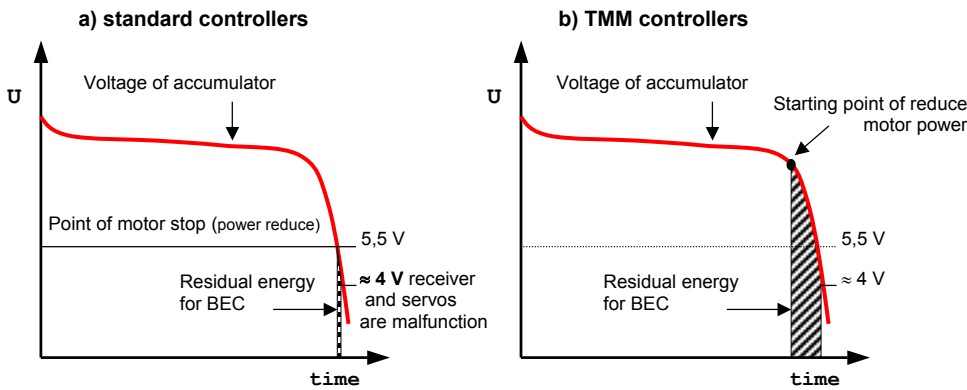 a) standard controllers
U
Voltage of accumulator
Point of motor stop (power reduce)
5,5 V
Residual energy
for BEC
≈ 4 V receiver
and servos
are malfunction
time
b) TMM controllers
U
Voltage of accumulator
Starting point of reduce
motor power
5,5 V
Residual energy
for BEC
≈ 4 V
time